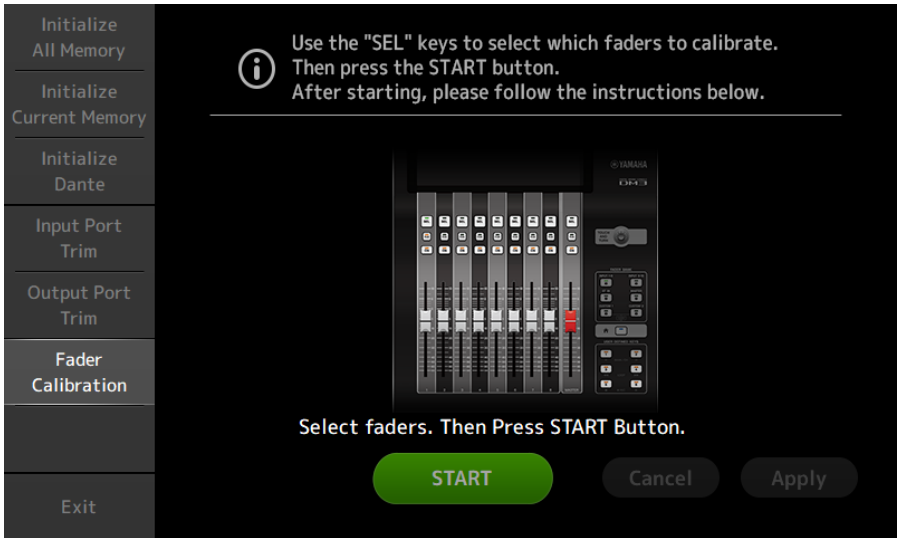 Initialize
All Memory
Initialize
Current Memory
Initialize
Dante
Input Port
Trim
Output Port
Trim
Fader
Calibration
Exit
Use the "SEL" keys to select which faders to calibrate.
Then press the START button.
After starting, please follow the instructions below.
YAMAHA
DM3
Select faders. Then Press START Button.
START
Cancel
Apply